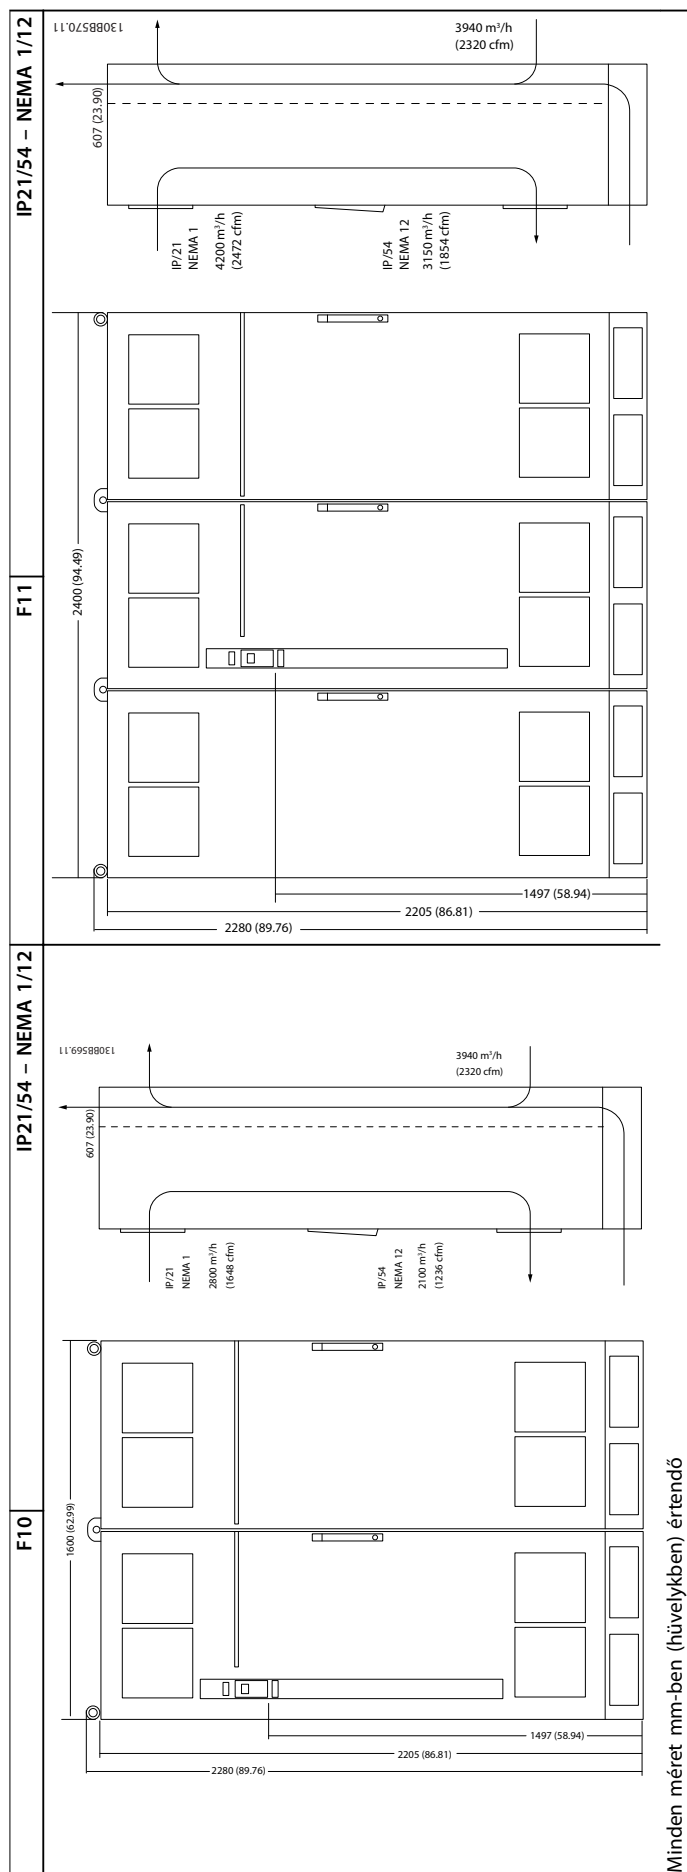 F10
IP21/54 – NEMA 1/12
F11
IP21/54 – NEMA 1/12
130BB569.11
607 (23.90)
3940 m³/h
(2320 cfm)
IP/21
NEMA 1
2800 m³/h
(1648 cfm)
IP/54
NEMA 12
2100 m³/h
(1236 cfm)
1600 (62.99)
1497 (58.94)
2205 (86.81)
2280 (89.76)
130BB570.11
607 (23.90)
3940 m³/h
(2320 cfm)
IP/21
NEMA 1
4200 m³/h
(2472 cfm)
IP/54
NEMA 12
3150 m³/h
(1854 cfm)
2400 (94.49)
1497 (58.94)
2205 (86.81)
2280 (89.76)
Minden méret mm-ben (hüvelykben) értendő